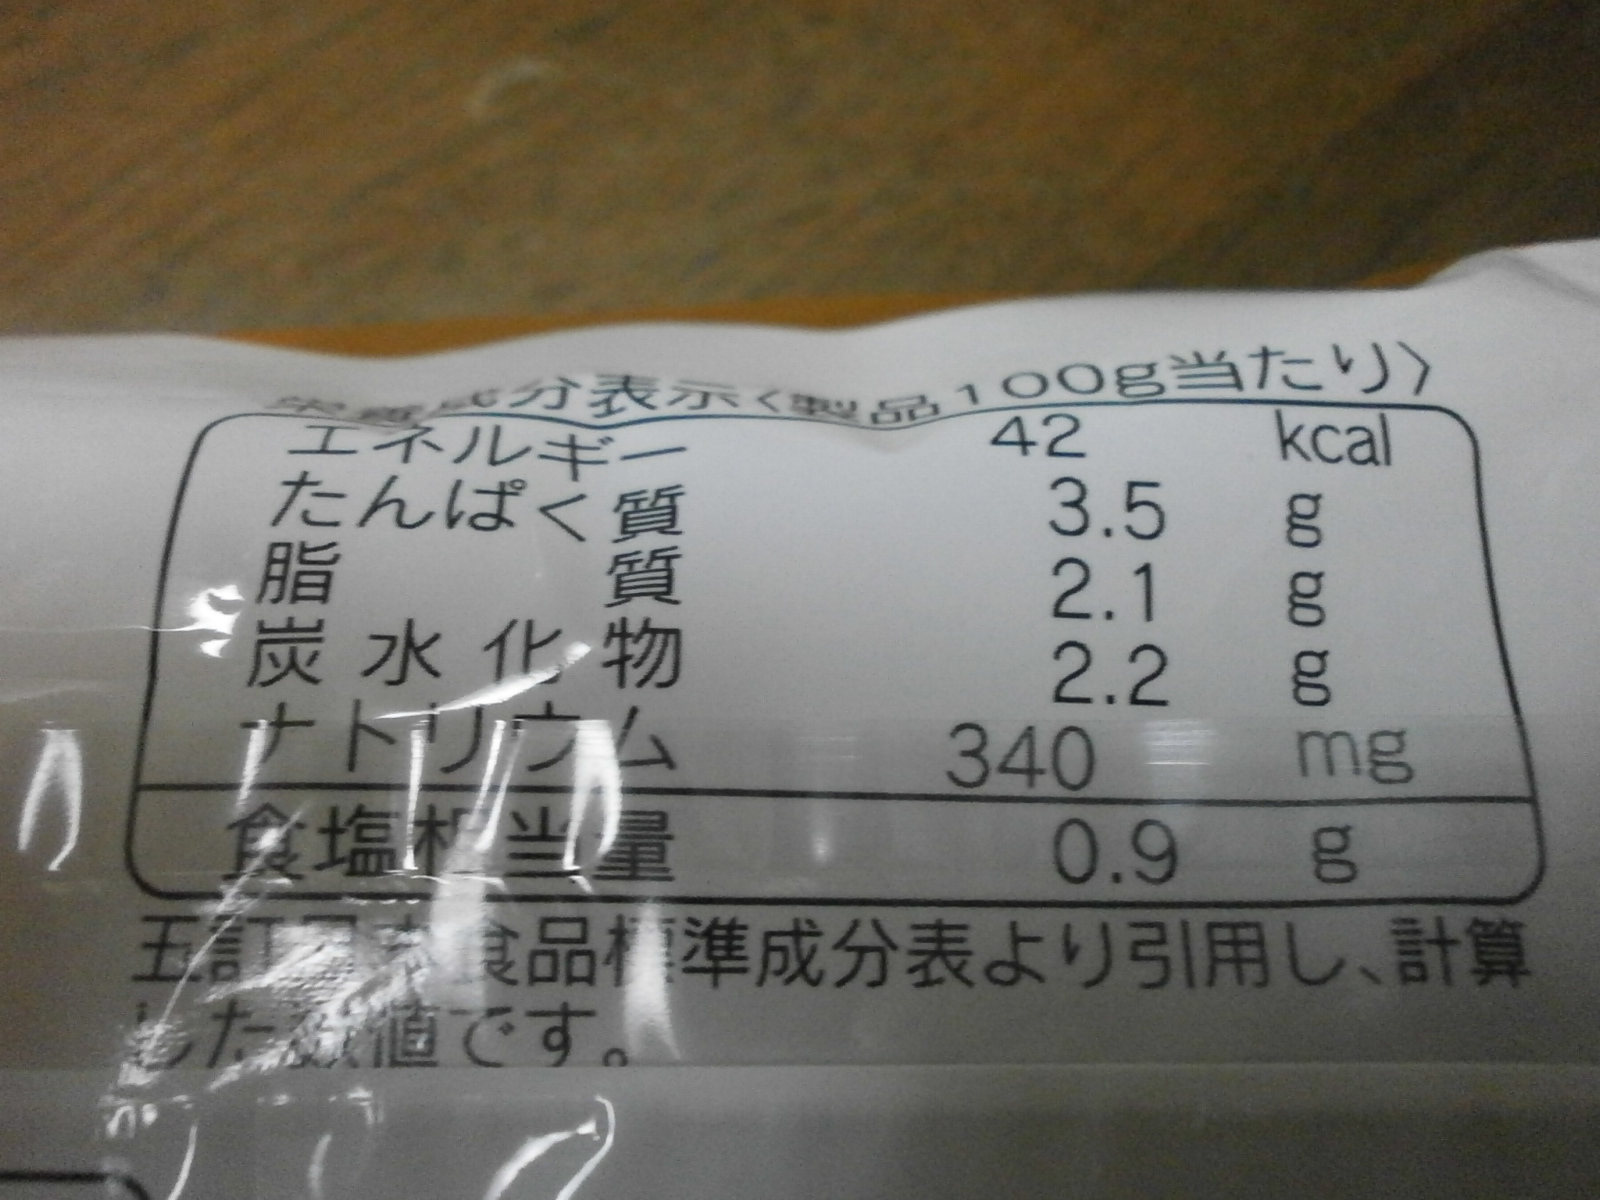 栄養成分表示〈製品100g当たり〉
エネルギー 42 kcal
たんぱく質 3.5 g
脂質 2.1 g
炭水化物 2.2 g
ナトリウム 340 mg
食塩相当量 0.9 g
五訂日本食品標準成分表より引用し、計算
した数値です。